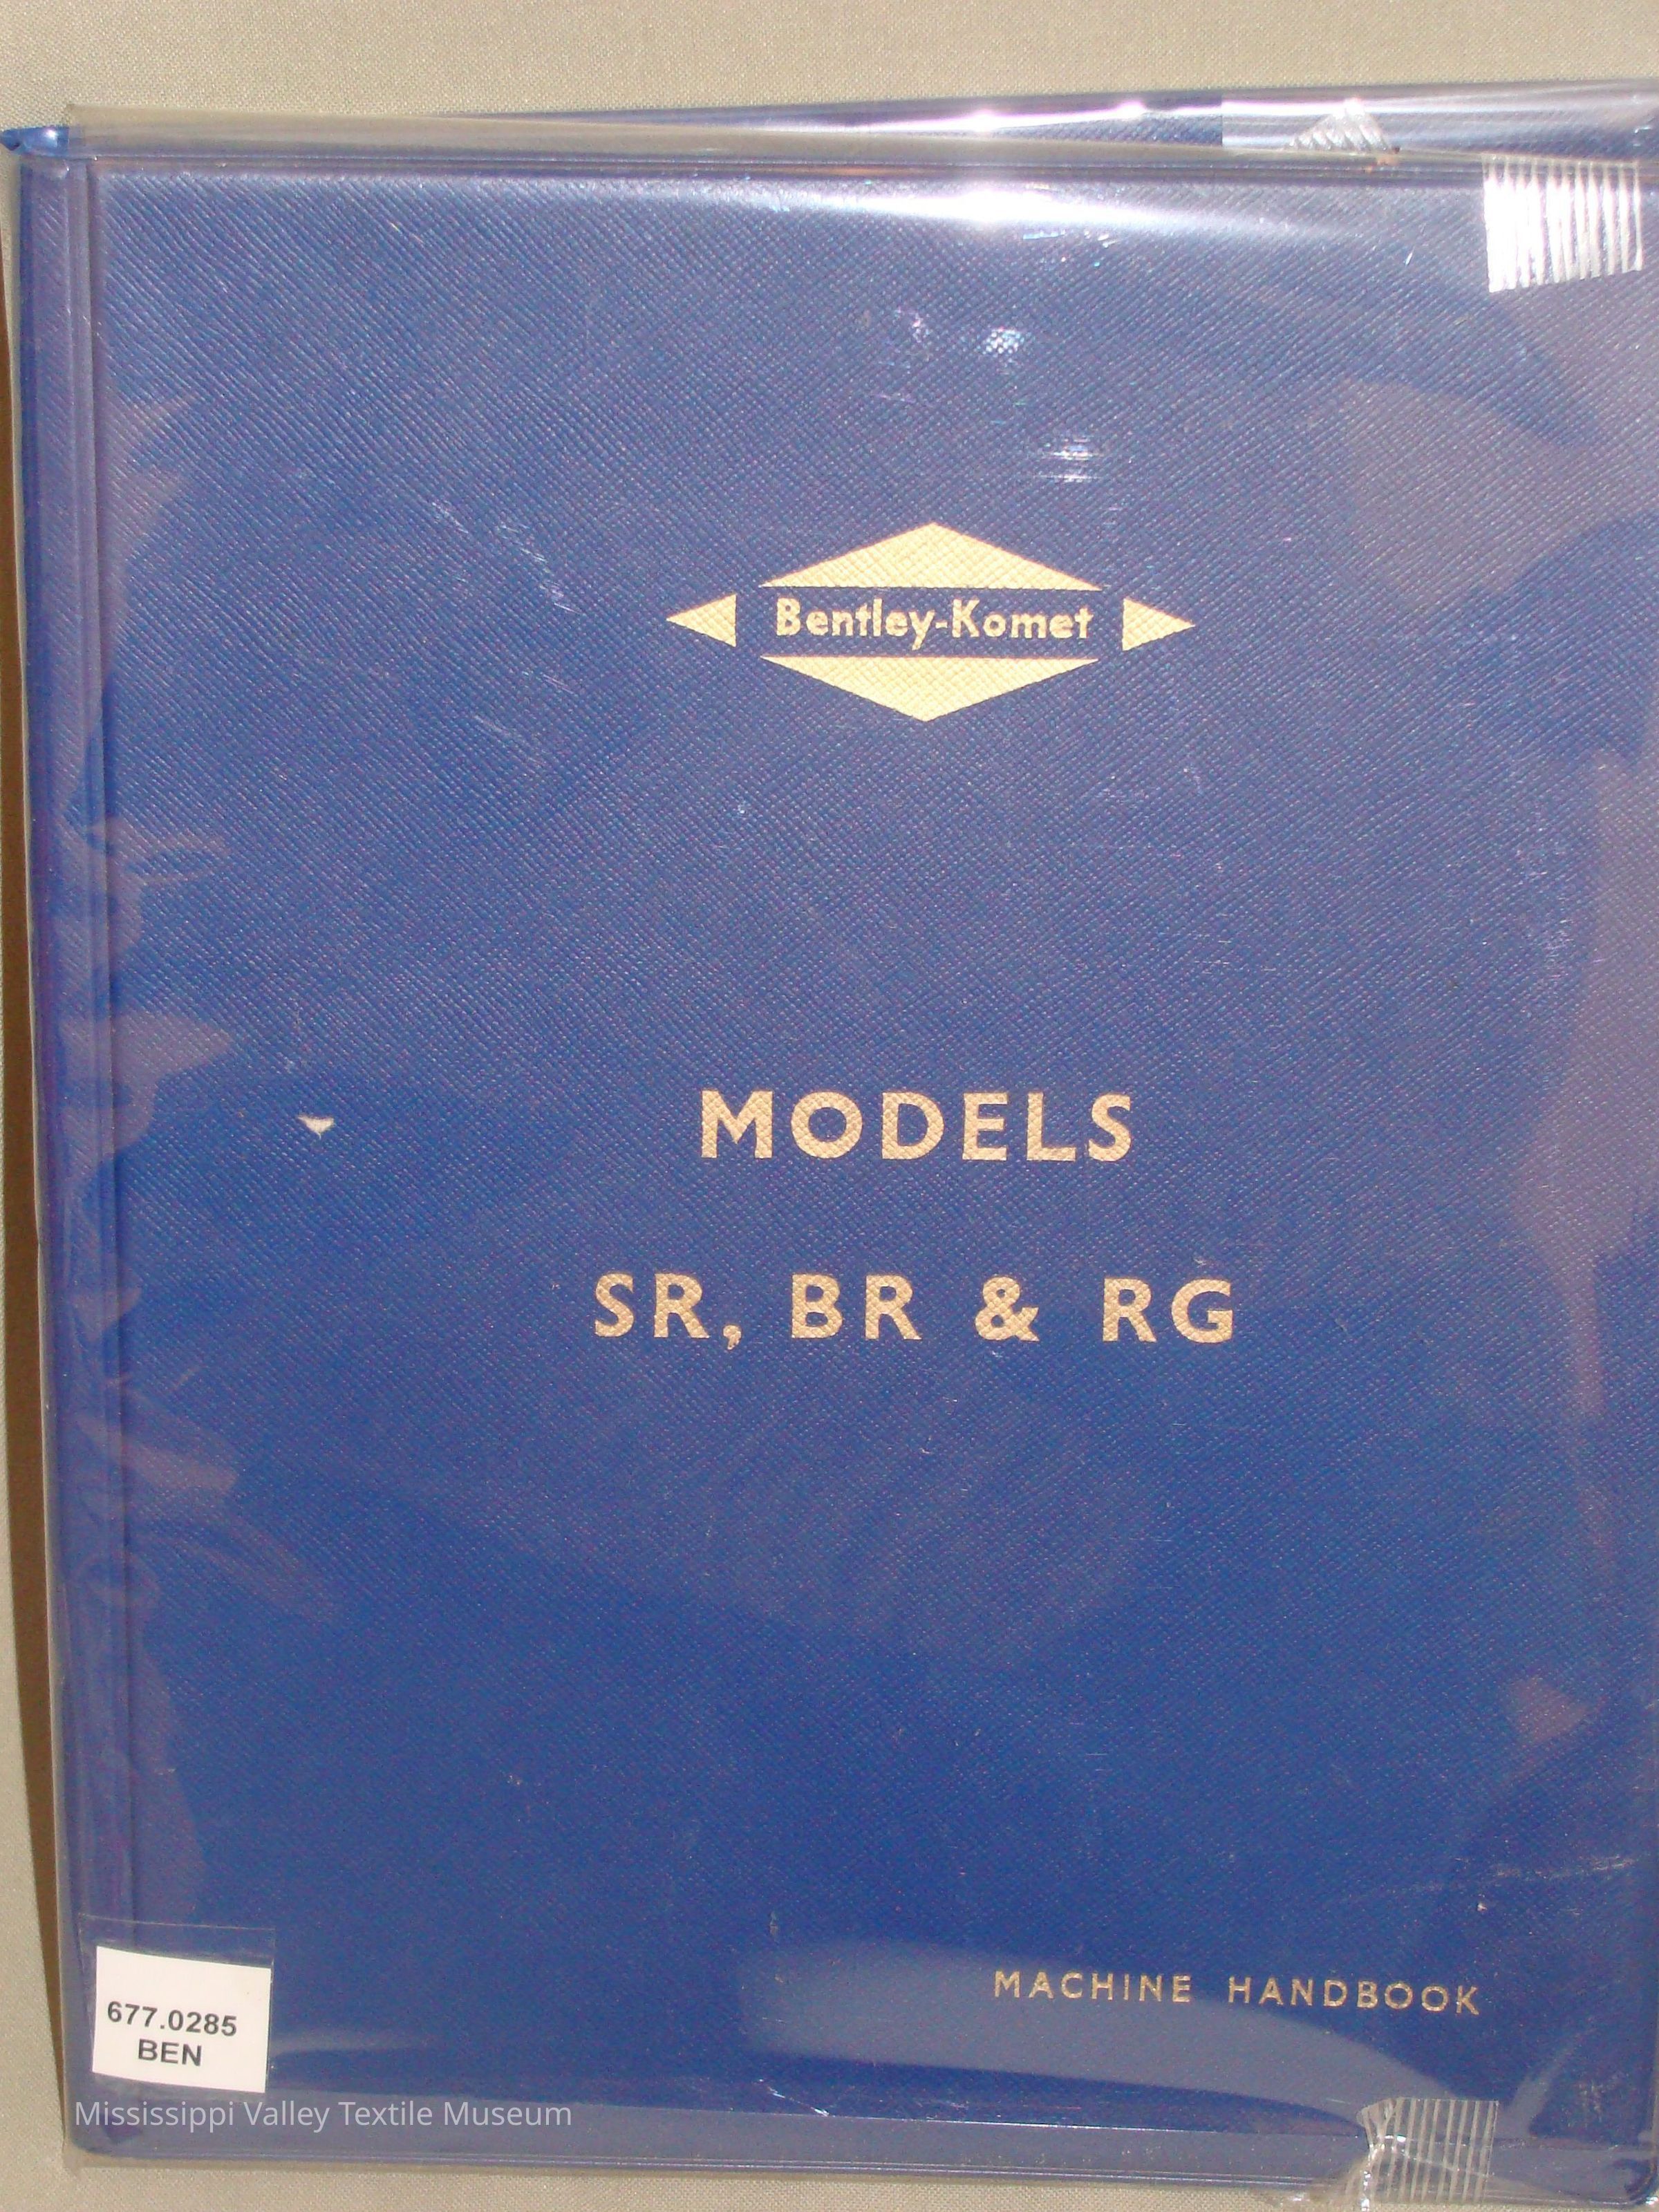 Bentley-Komet
MODELS
SR, BR & RG
MACHINE HANDBOOK
677.0285
BEN
Mississippi Valley Textile Museum